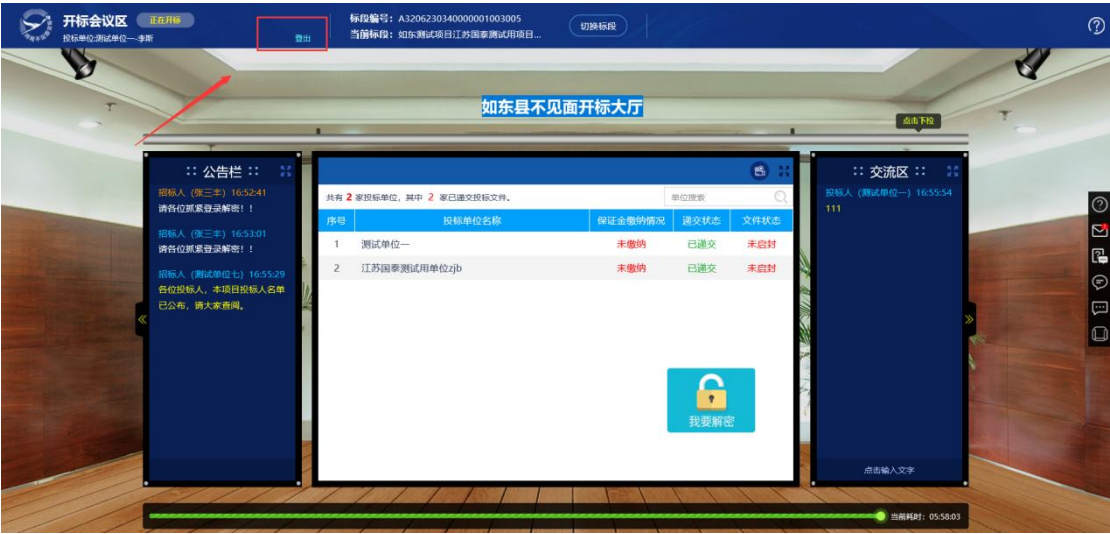 开标会议区 正在开标
投标单位:测试单位一-李斯
登出
标段编号：A3206230340000001003005
当前标段：如东测试项目江苏国泰测试用项目...
切换标段
如东县不见面开标大厅
点击下拉
:: 公告栏 ::
招标人（张三丰）16:52:41
请各位抓紧登录解密！！
招标人（张三丰）16:53:01
请各位抓紧登录解密！！
招标人（测试单位七）16:55:29
各位投标人，本项目投标人名单
已公布，请大家查阅。
共有 2 家投标单位，其中 2 家已递交投标文件。
单位搜索
序号 投标单位名称 保证金缴纳情况 递交状态 文件状态
1 测试单位一 未缴纳 已递交 未启封
2 江苏国泰测试用单位zjb 未缴纳 已递交 未启封
我要解密
:: 交流区 ::
投标人（测试单位一）16:55:54
111
点击输入文字
当前耗时：05:58:03